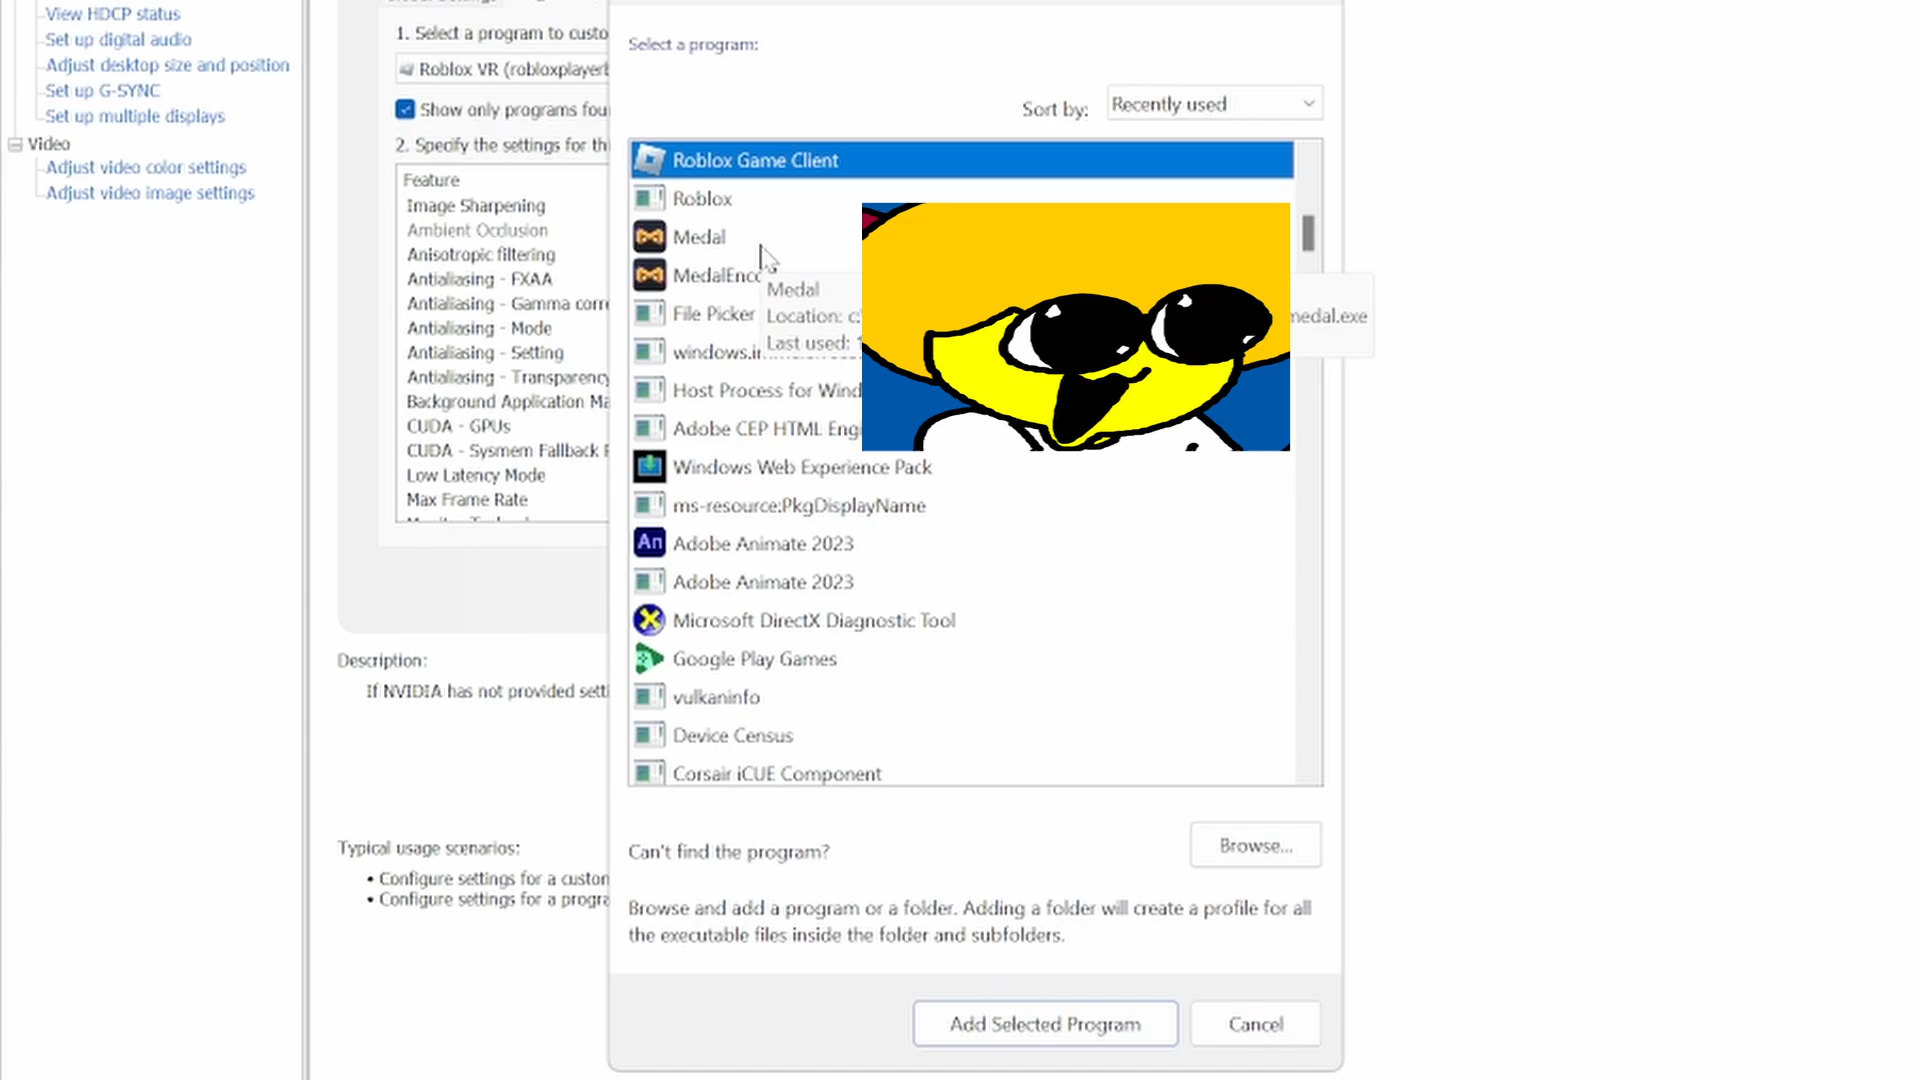 View HDCP status
Set up digital audio
Adjust desktop size and position
Set up G-SYNC
Set up multiple displays
Video
Adjust video color settings
Adjust video image settings
1. Select a program to custo
Roblox VR (robloxplayerb
Show only programs fou
2. Specify the settings for th
Feature
Image Sharpening
Ambient Occlusion
Anisotropic filtering
Antialiasing - FXAA
Antialiasing - Gamma corre
Antialiasing - Mode
Antialiasing - Setting
Antialiasing - Transparency
Background Application Ma
CUDA - GPUs
CUDA - Sysmem Fallback P
Low Latency Mode
Max Frame Rate
Description:
If NVIDIA has not provided setti
Typical usage scenarios:
• Configure settings for a custon
• Configure settings for a progra
Select a program:
Sort by:
Recently used
Roblox Game Client
Roblox
Medal
MedalEnco
Medal
Location: c:
medal.exe
Last used: 1
File Picker
Host Process for Wind
Adobe CEP HTML Engi
Windows Web Experience Pack
ms-resource:PkgDisplayName
An
Adobe Animate 2023
Adobe Animate 2023
Microsoft DirectX Diagnostic Tool
Google Play Games
vulkaninfo
Device Census
Corsair iCUE Component
Can't find the program?
Browse...
Browse and add a program or a folder. Adding a folder will create a profile for all
the executable files inside the folder and subfolders.
Add Selected Program
Cancel